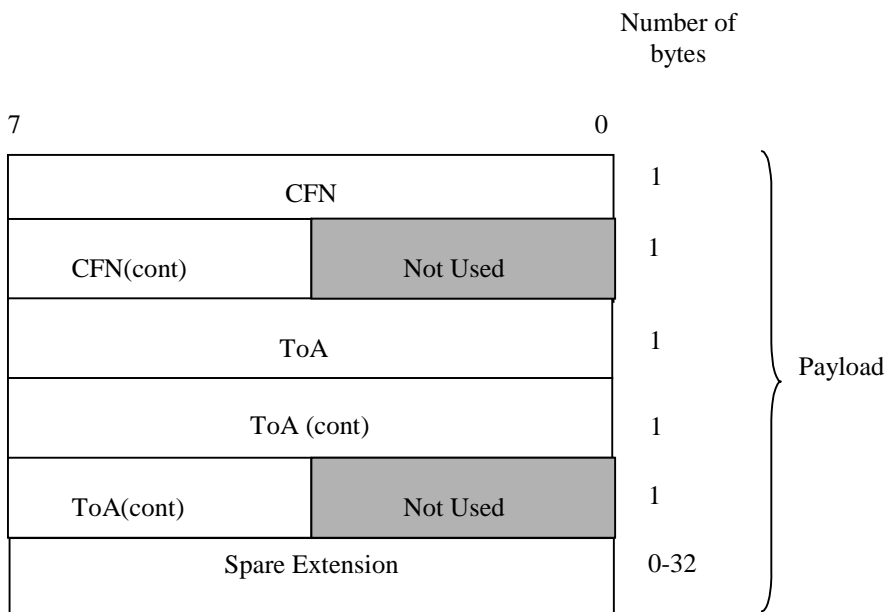 Number of
bytes
7 0
CFN 1
CFN(cont) Not Used 1
ToA 1
Payload
ToA (cont) 1
ToA(cont) Not Used 1
Spare Extension 0-32